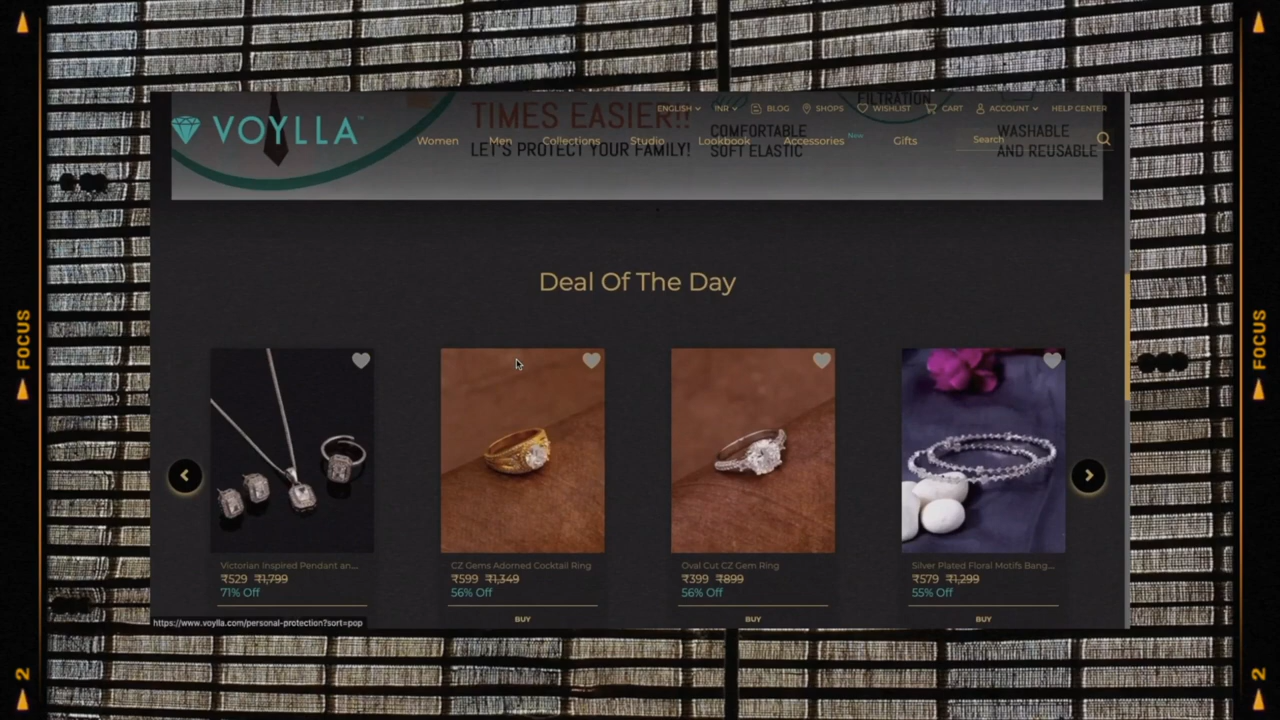 TIMES EASIER!!
LET'S PROTECT YOUR FAMILY!
COMFORTABLE
SOFT ELASTIC
FILTRATION
WASHABLE
AND REUSABLE
ENGLISH INR BLOG SHOPS WISHLIST CART ACCOUNT HELP CENTER
VOYLLA™
Women Men Collections Studio Lookbook Accessories New Gifts Search
Deal Of The Day
Victorian Inspired Pendant an...
₹529 ₹1,799
71% Off
CZ Gems Adorned Cocktail Ring
₹599 ₹1,349
56% Off
BUY
Oval Cut CZ Gem Ring
₹399 ₹899
56% Off
BUY
Silver Plated Floral Motifs Bang...
₹579 ₹1,299
55% Off
BUY
https://www.voylla.com/personal-protection?sort=pop
FOCUS
2
FOCUS
2